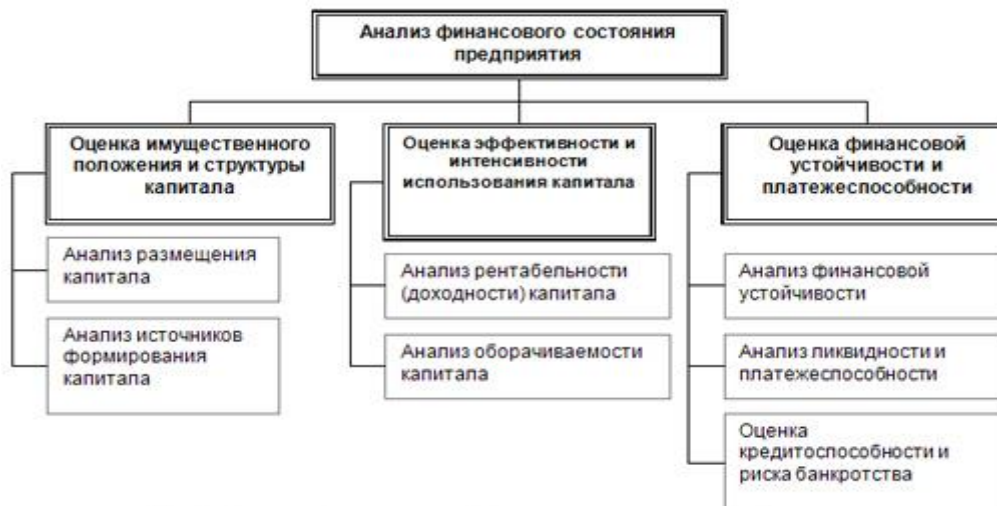 Анализ финансового состояния
предприятия
Оценка имущественного
положения и структуры
капитала
Анализ размещения
капитала
Анализ источников
формирования
капитала
Оценка эффективности и
интенсивности
использования капитала
Анализ рентабельности
(доходности) капитала
Анализ оборачиваемости
капитала
Оценка финансовой
устойчивости и
платежеспособности
Анализ финансовой
устойчивости
Анализ ликвидности и
платежеспособности
Оценка
кредитоспособности и
риска банкротства